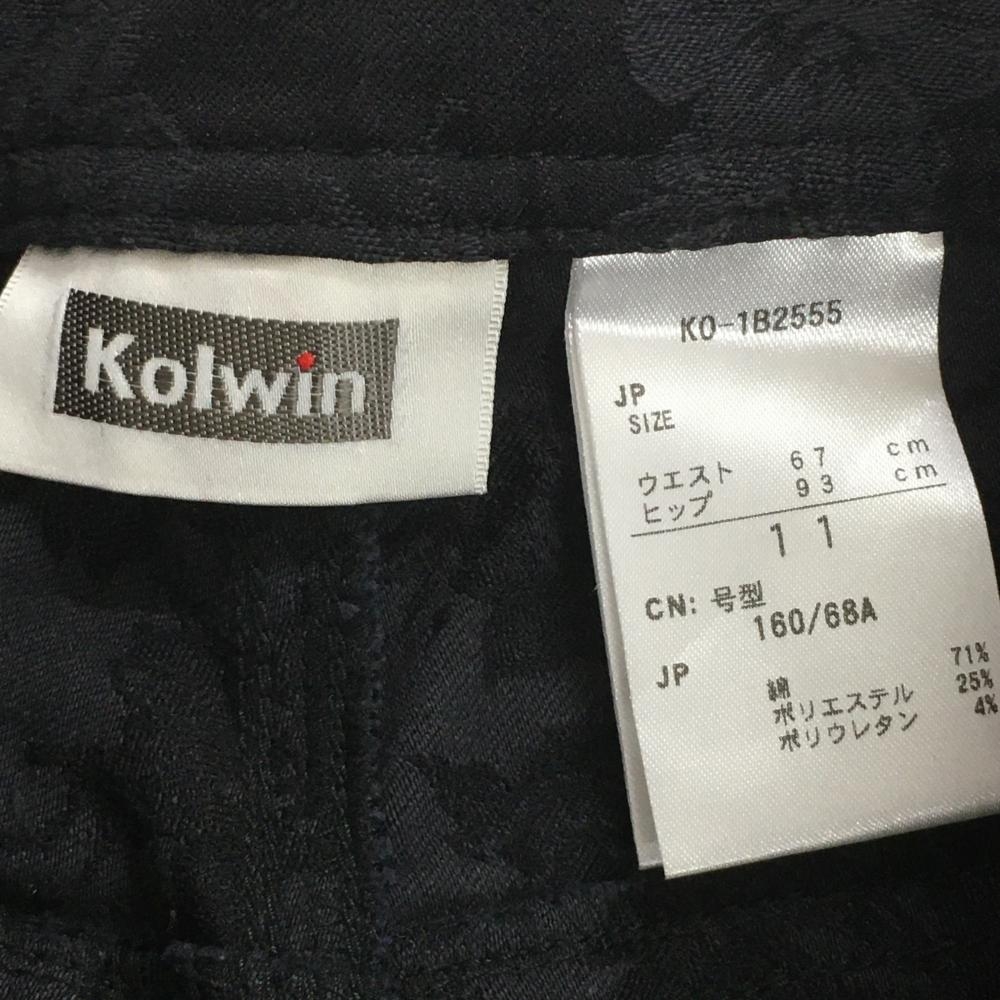 Kolwin
KO-1B2555
JP
SIZE
ウエスト 67 cm
ヒップ 93 cm
11
CN: 号型
160/68A
JP
綿 71%
ポリエステル 25%
ポリウレタン 4%